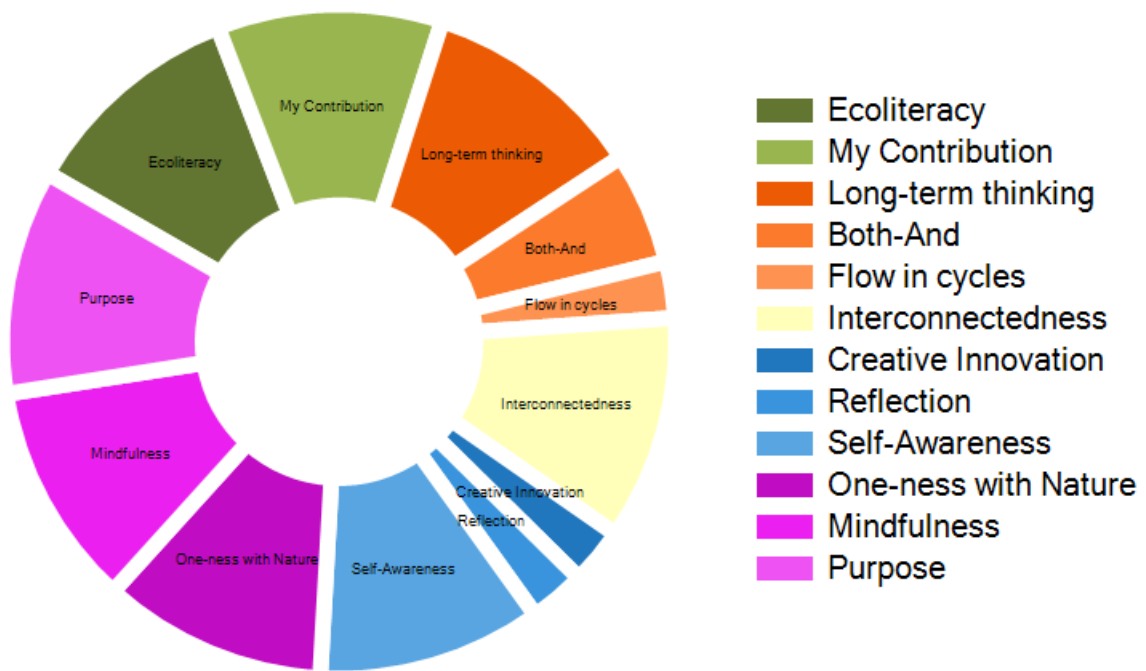 My Contribution
Long-term thinking
Ecoliteracy
Both-And
Purpose
Flow in cycles
Interconnectedness
Mindfulness
Creative Innovation
Reflection
One-ness with Nature
Self-Awareness
Ecoliteracy
My Contribution
Long-term thinking
Both-And
Flow in cycles
Interconnectedness
Creative Innovation
Reflection
Self-Awareness
One-ness with Nature
Mindfulness
Purpose